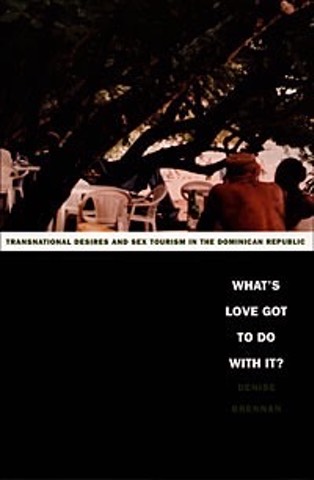 TRANSNATIONAL DESIRES AND SEX TOURISM IN THE DOMINICAN REPUBLIC
WHAT'S
LOVE GOT
TO DO
WITH IT?
DENISE
BRENNAN